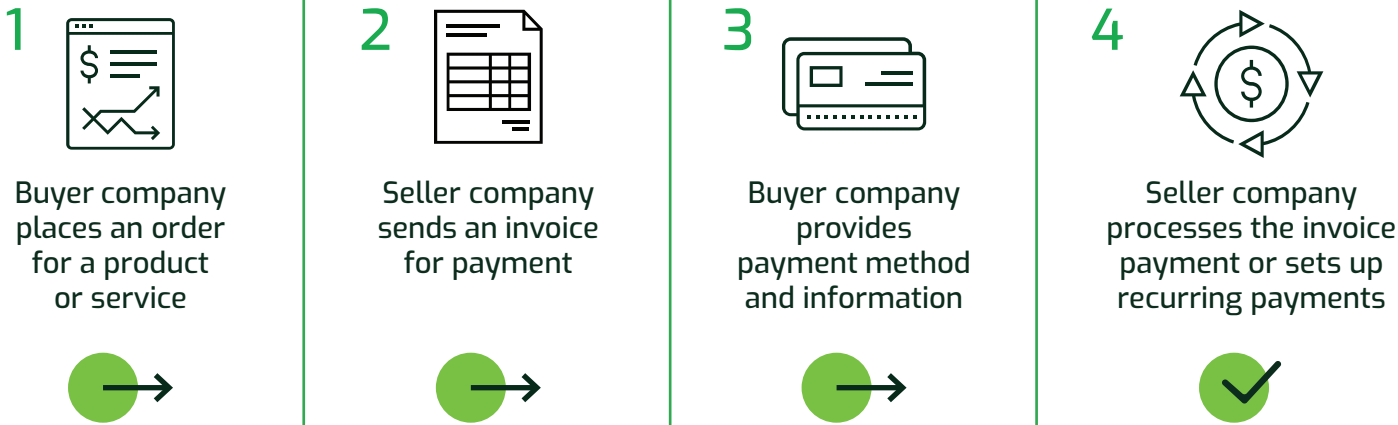 1
$
Buyer company
places an order
for a product
or service
2
Seller company
sends an invoice
for payment
3
Buyer company
provides
payment method
and information
4
$
Seller company
processes the invoice
payment or sets up
recurring payments